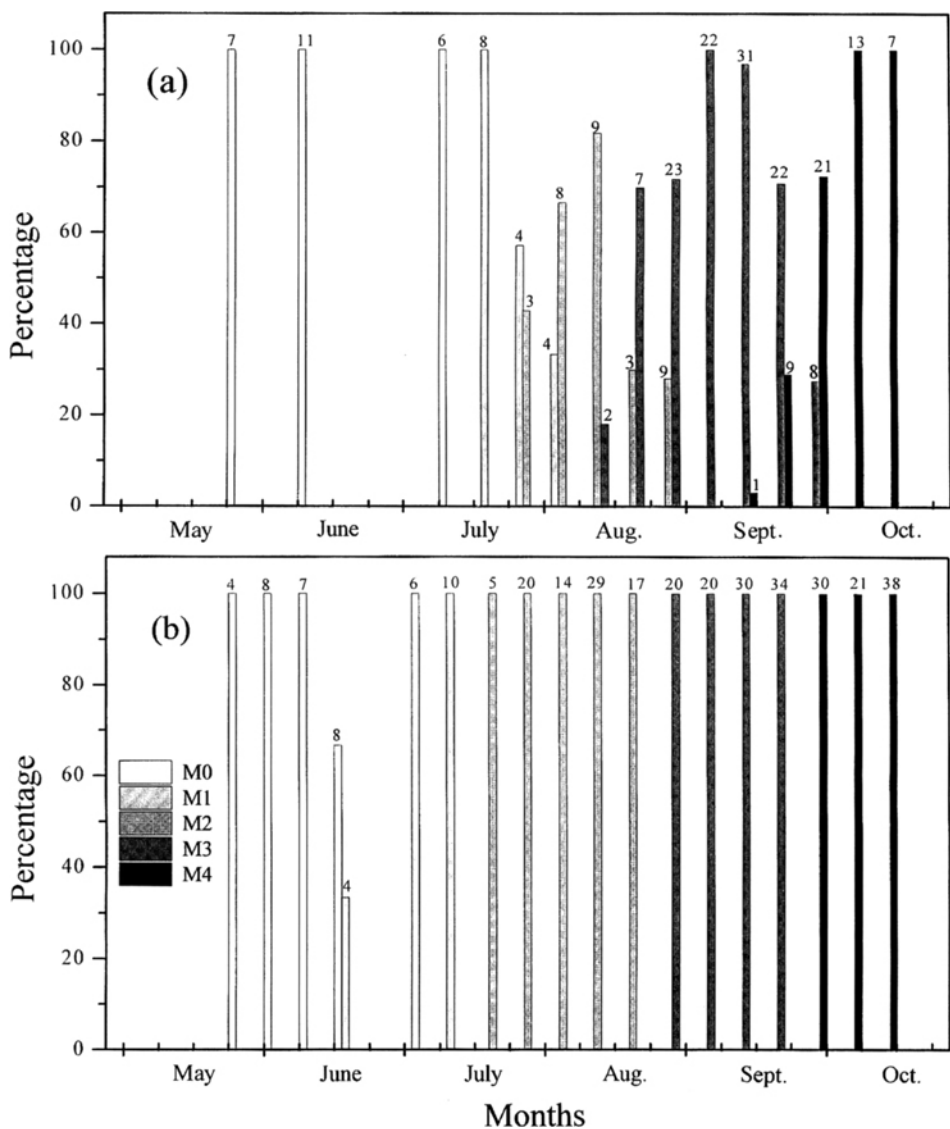 7 11 6 8 22 31 13 7
100
(a)
9
80
8 7 23 22 21
60
4
Percentage
40
3
4 3 9 9 8
20
2
1
0
May June July Aug. Sept. Oct.
4 8 7 6 10 5 20 14 29 17 20 20 30 34 30 21 38
100
(b)
80
8
Percentage
M0
60
M1
M2
M3
40
M4
4
20
0
May June July Aug. Sept. Oct.
Months